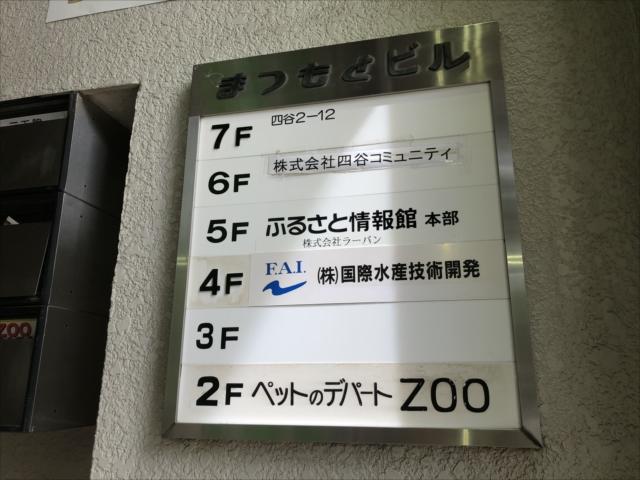 まつもとビル
7F 四谷2-12
6F 株式会社四谷コミュニティ
5F ふるさと情報館 本部
株式会社ラーバン
4F F.A.I. (株)国際水産技術開発
3F
2F ペットのデパート ZOO
ZOO